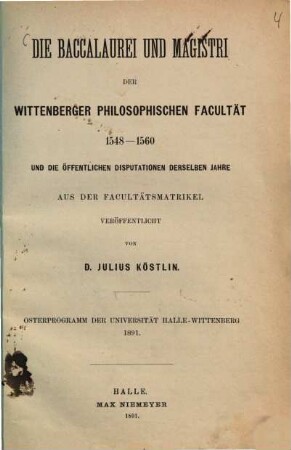 4
DIE BACCALAUREI UND MAGISTRI
DER
WITTENBERGER PHILOSOPHISCHEN FACULTÄT
1548—1560
UND DIE ÖFFENTLICHEN DISPUTATIONEN DERSELBEN JAHRE
AUS DER FACULTÄTSMATRIKEL
VERÖFFENTLICHT
VON
D. JULIUS KÖSTLIN.
OSTERPROGRAMM DER UNIVERSITÄT HALLE-WITTENBERG
1891.
HALLE.
MAX NIEMEYER
1891.